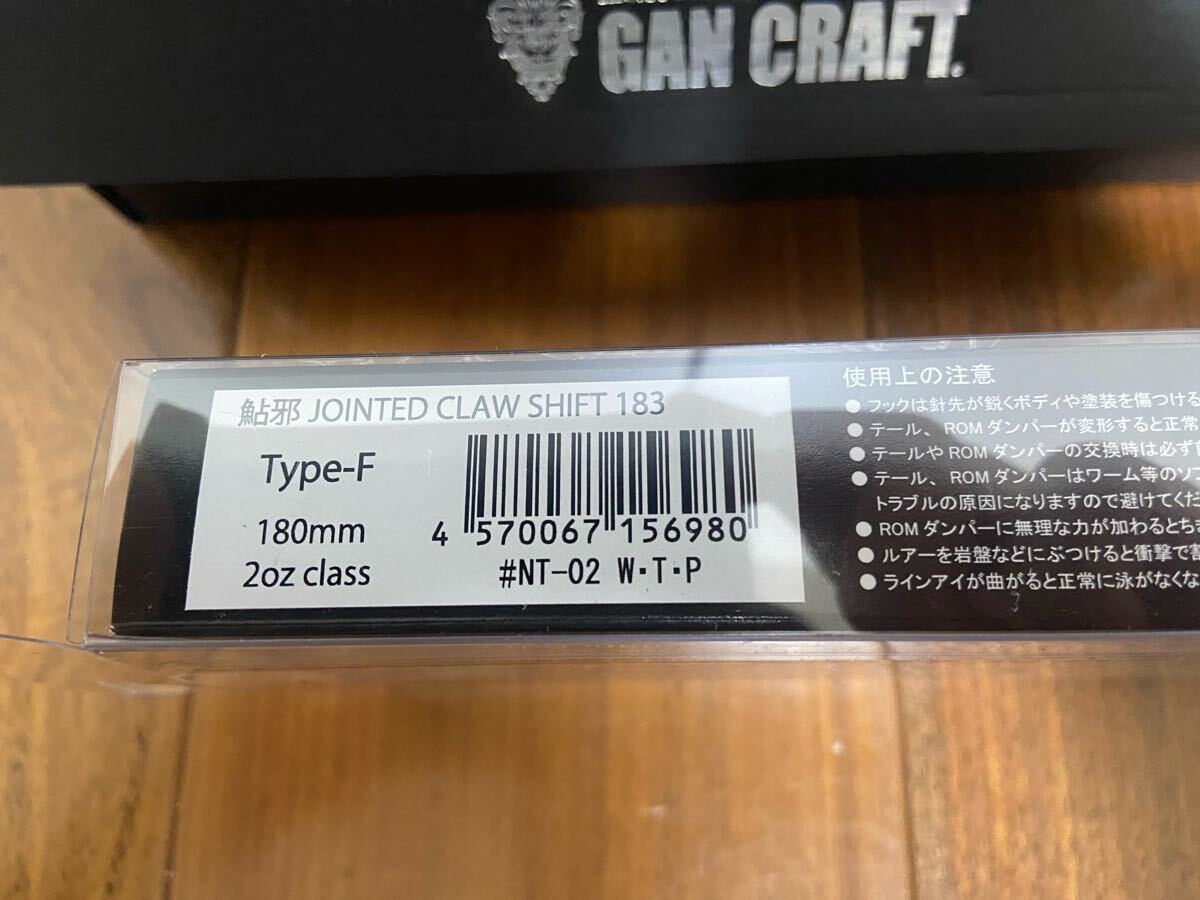 GAN CRAFT.
鮎邪 JOINTED CLAW SHIFT 183
Type-F
180mm
2oz class
4 570067 156980
#NT-02 W・T・P
使用上の注意
● フックは針先が鋭くボディや塗装を傷つける
● テール、ROMダンパーが変形すると正常
● テールやROMダンパーの交換時は必ず
● テール、ROMダンパーはワーム等のソフ
トラブルの原因になりますので避けてくだ
● ROMダンパーに無理な力が加わるとち
● ルアーを岩盤などにぶつけると衝撃で
● ラインアイが曲がると正常に泳がなくな